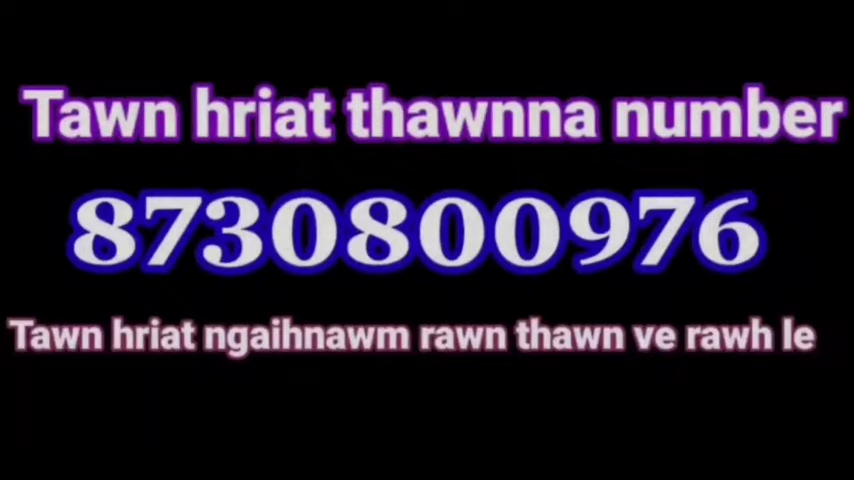 Tawn hriat thawnna number
8730800976
Tawn hriat ngaihnawm rawn thawn ve rawh le